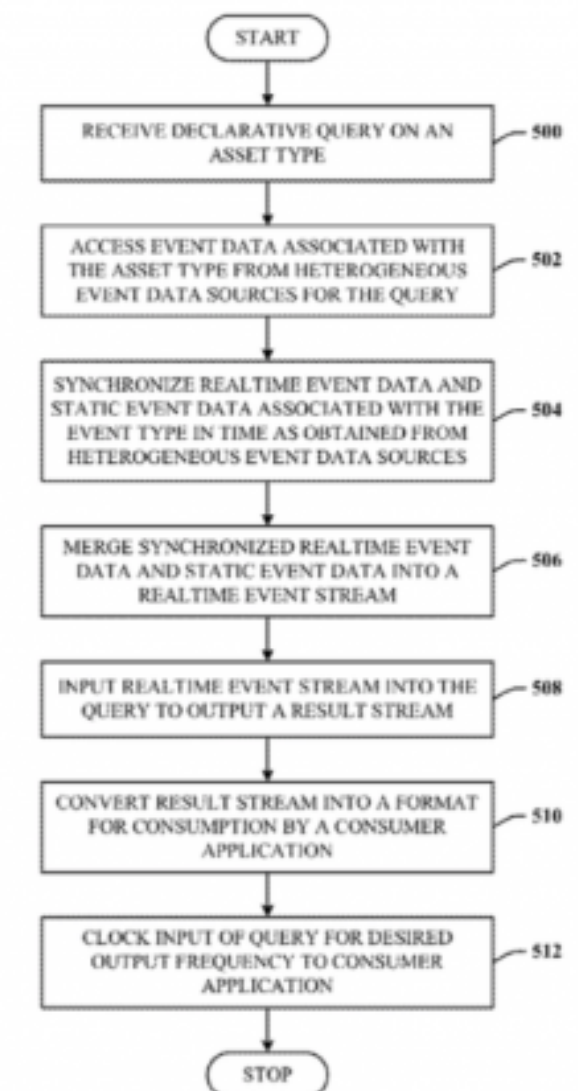 START
RECEIVE DECLARATIVE QUERY ON AN
ASSET TYPE
500
ACCESS EVENT DATA ASSOCIATED WITH
THE ASSET TYPE FROM HETEROGENEOUS
EVENT DATA SOURCES FOR THE QUERY
502
SYNCHRONIZE REALTIME EVENT DATA AND
STATIC EVENT DATA ASSOCIATED WITH THE
EVENT TYPE IN TIME AS OBTAINED FROM
HETEROGENEOUS EVENT DATA SOURCES
504
MERGE SYNCHRONIZED REALTIME EVENT
DATA AND STATIC EVENT DATA INTO A
REALTIME EVENT STREAM
506
INPUT REALTIME EVENT STREAM INTO THE
QUERY TO OUTPUT A RESULT STREAM
508
CONVERT RESULT STREAM INTO A FORMAT
FOR CONSUMPTION BY A CONSUMER
APPLICATION
510
CLOCK INPUT OF QUERY FOR DESIRED
OUTPUT FREQUENCY TO CONSUMER
APPLICATION
512
STOP